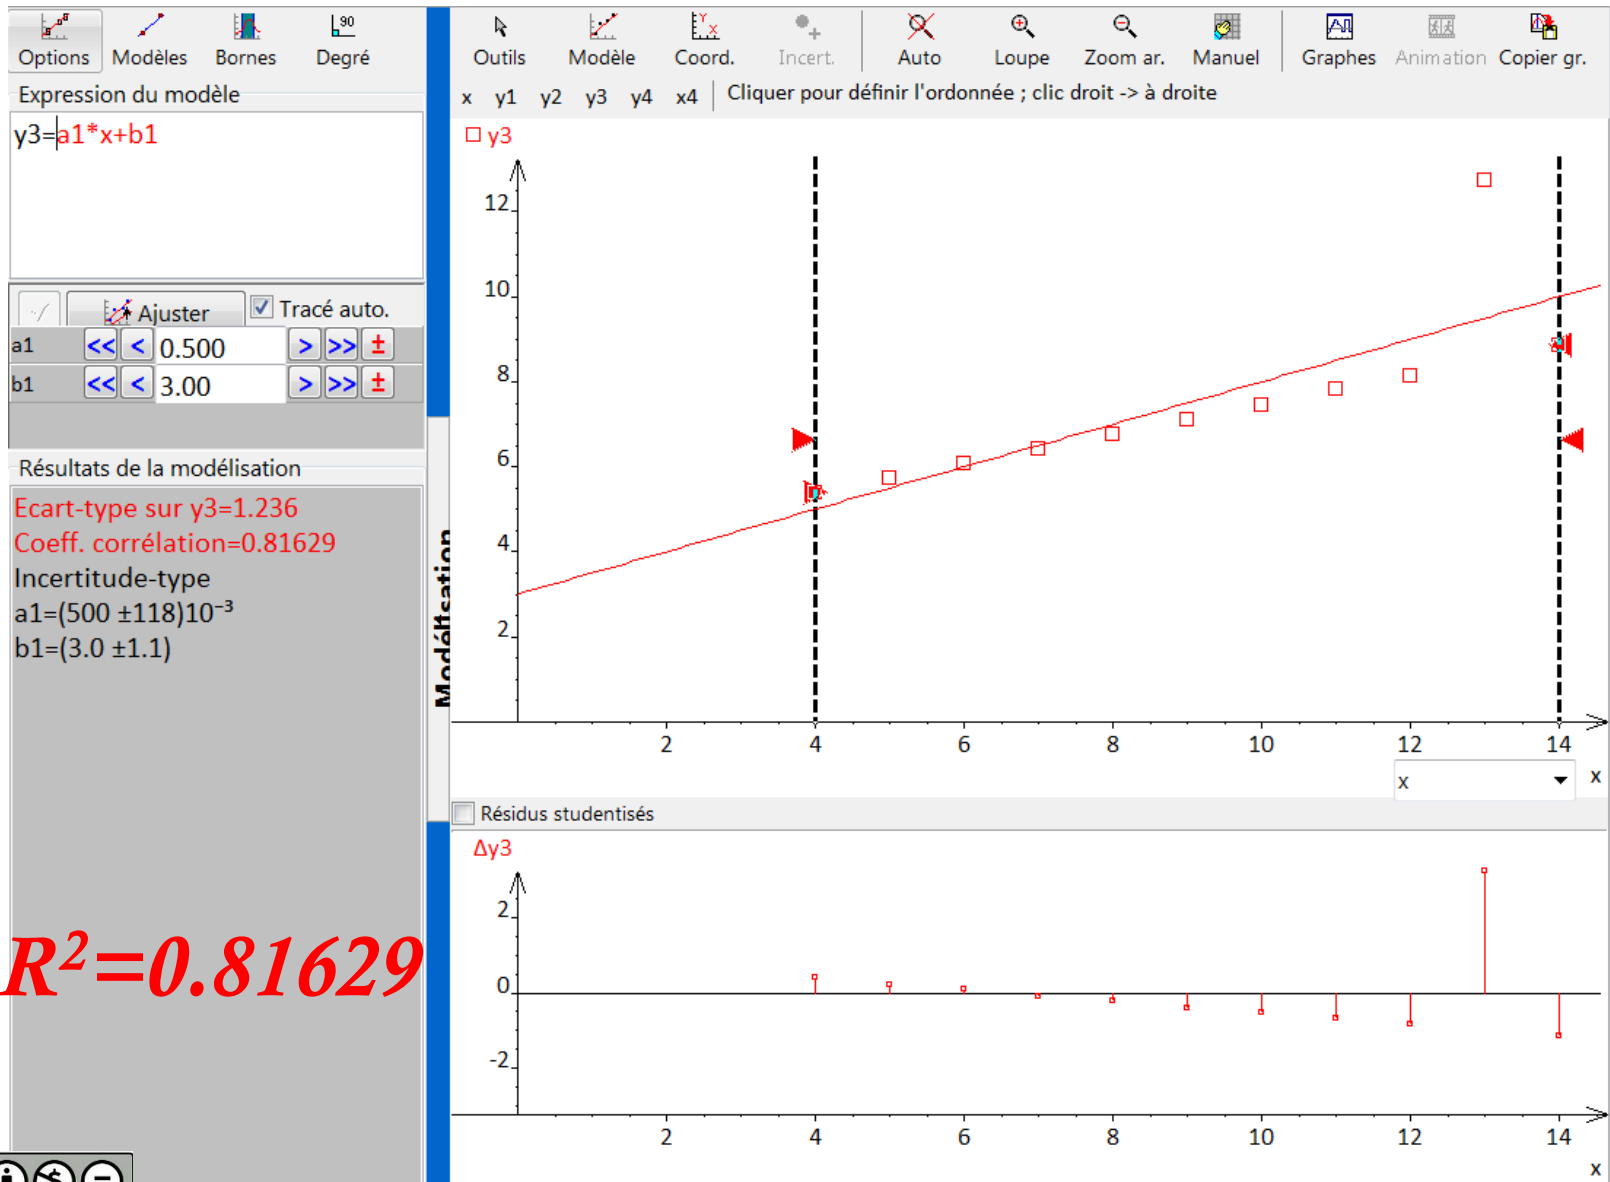 Options Modèles Bornes Degré
90
Expression du modèle
y3=a1*x+b1
Ajuster Tracé auto.
a1 << < 0.500 > >> ±
b1 << < 3.00 > >> ±
Résultats de la modélisation
Ecart-type sur y3=1.236
Coeff. corrélation=0.81629
Incertitude-type
a1=(500 ±118)10⁻³
b1=(3.0 ±1.1)
R²=0.81629
Modélisation
Outils Modèle Coord. Incert. Auto Loupe Zoom ar. Manuel Graphes Animation Copier gr.
x y1 y2 y3 y4 x4 Cliquer pour définir l'ordonnée ; clic droit -> à droite
y3
12
10
8
6
4
2
2 4 6 8 10 12 14
x
x
Résidus studentisés
Δy3
2
0
-2
2 4 6 8 10 12 14
x